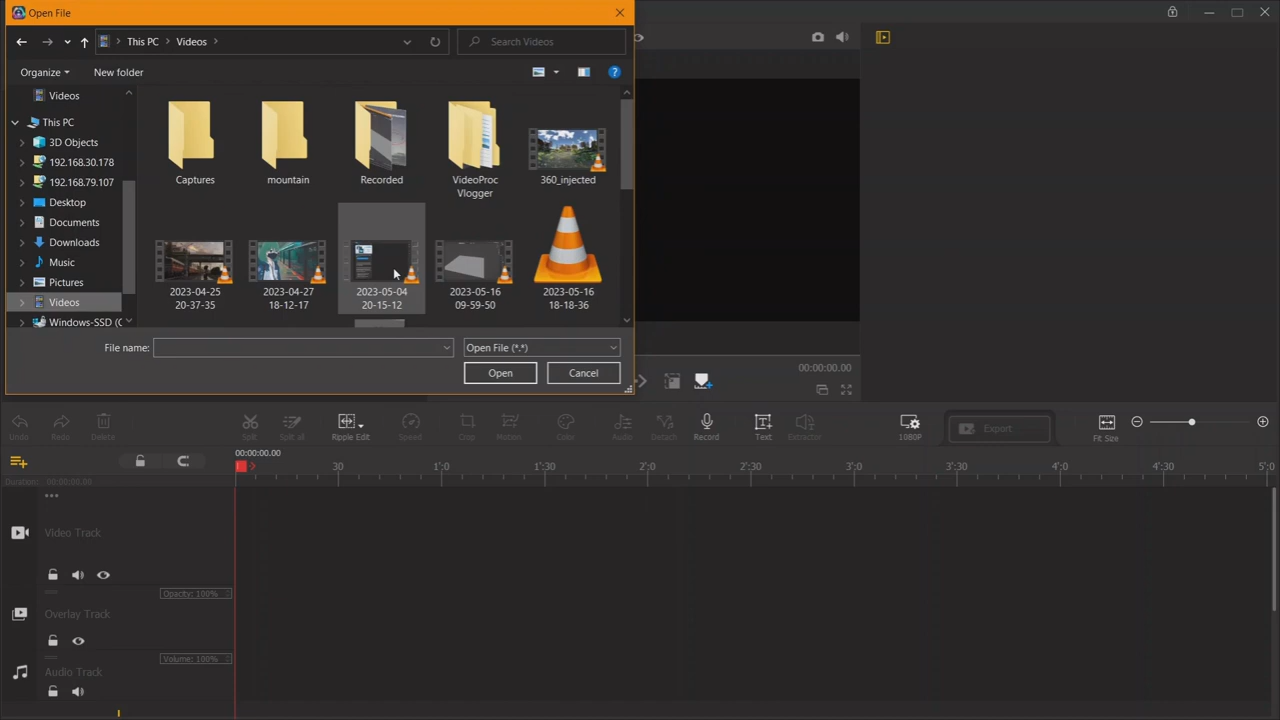 Open File
This PC
Videos
Search Videos
Organize
New folder
Videos
This PC
3D Objects
192.168.30.178
192.168.79.107
Desktop
Documents
Downloads
Music
Pictures
Videos
Windows-SSD (C
Captures
mountain
Recorded
VideoProc
Vlogger
360_injected
2023-04-25
20-37-35
2023-04-27
18-12-17
2023-05-04
20-15-12
2023-05-16
09-59-50
2023-05-16
18-18-36
File name:
Open File (*.*)
Open
Cancel
00:00:00.00
Undo
Redo
Delete
Split
Split all
Ripple Edit
Speed
Crop
Motion
Color
Audio
Detach
Record
Text
Extractor
1080P
Export
Fit Size
00:00:00.00
30
1'0
1'30
2'0
2'30
3'0
3'30
4'0
4'30
5'0
Duration: 00:00:00.00
Video Track
Opacity: 100%
Overlay Track
Volume: 100%
Audio Track